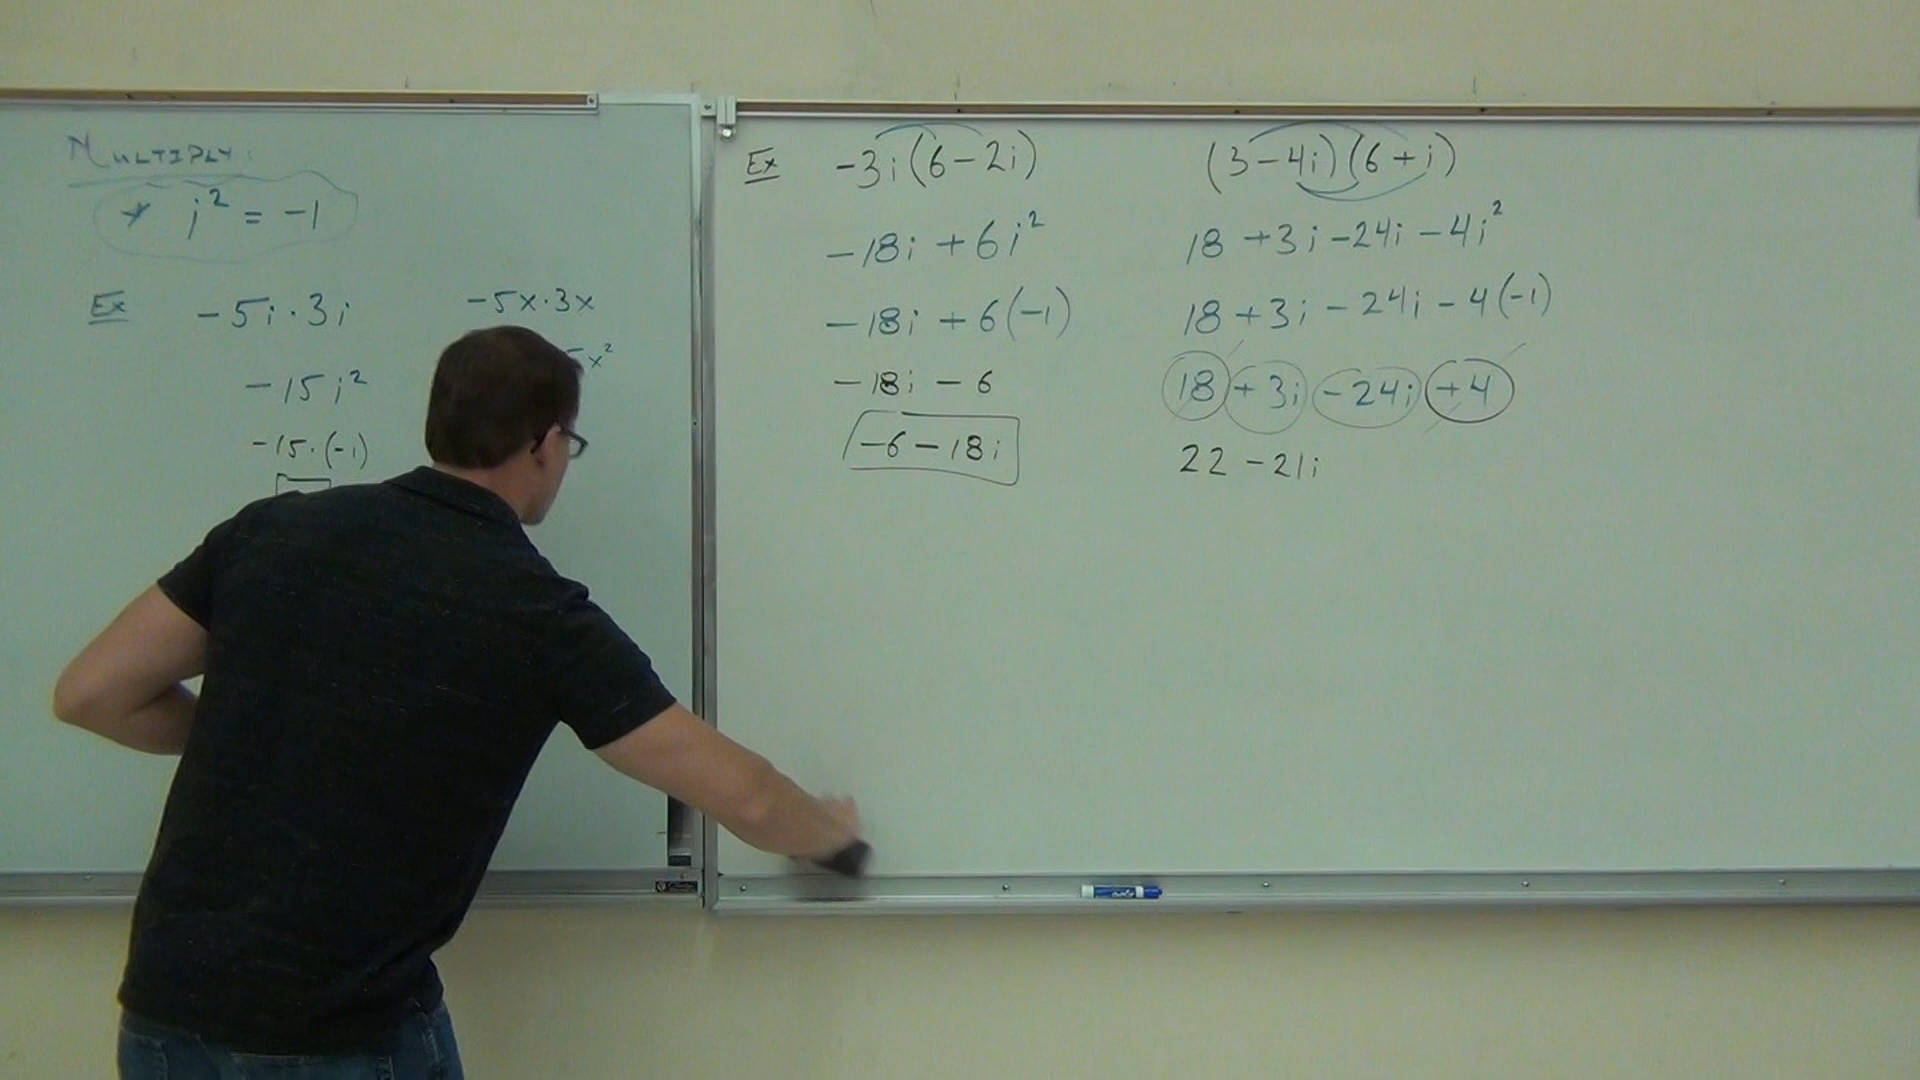 MULTIPLY:
* i² = -1
Ex -5i·3i -5x·3x
-15i² 5x²
-15·(-1)
Ex -3i(6-2i)
-18i + 6i²
-18i + 6(-1)
-18i - 6
-6 - 18i
(3-4i)(6+i)
18 +3i -24i -4i²
18 +3i - 24i - 4(-1)
18 +3i -24i +4
22 -21i